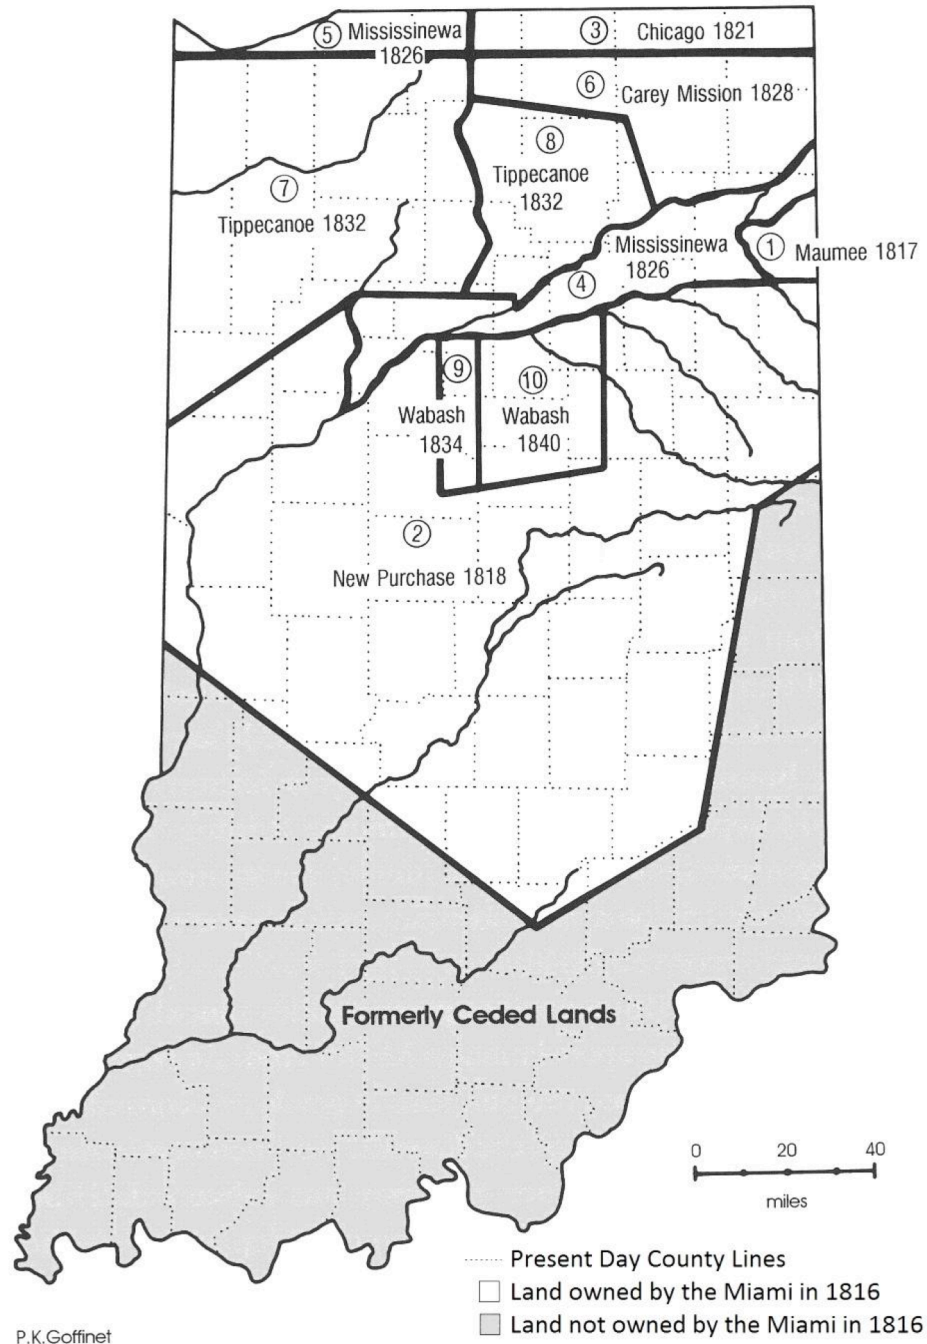 ⑤ Mississinewa
1826
③ Chicago 1821
⑥ Carey Mission 1828
⑧
Tippecanoe
1832
⑦
Tippecanoe 1832
Mississinewa
1826
④
① Maumee 1817
⑨
Wabash
1834
⑩
Wabash
1840
②
New Purchase 1818
Formerly Ceded Lands
0 20 40
miles
Present Day County Lines
Land owned by the Miami in 1816
Land not owned by the Miami in 1816
P.K.Goffinet